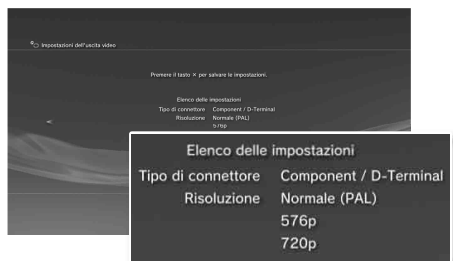 Impostazioni dell'uscita video
Premere il tasto × per salvare le impostazioni.
Elenco delle impostazioni
Tipo di connettore Component / D-Terminal
Risoluzione Normale (PAL)
576p
Elenco delle impostazioni
Tipo di connettore Component / D-Terminal
Risoluzione Normale (PAL)
576p
720p